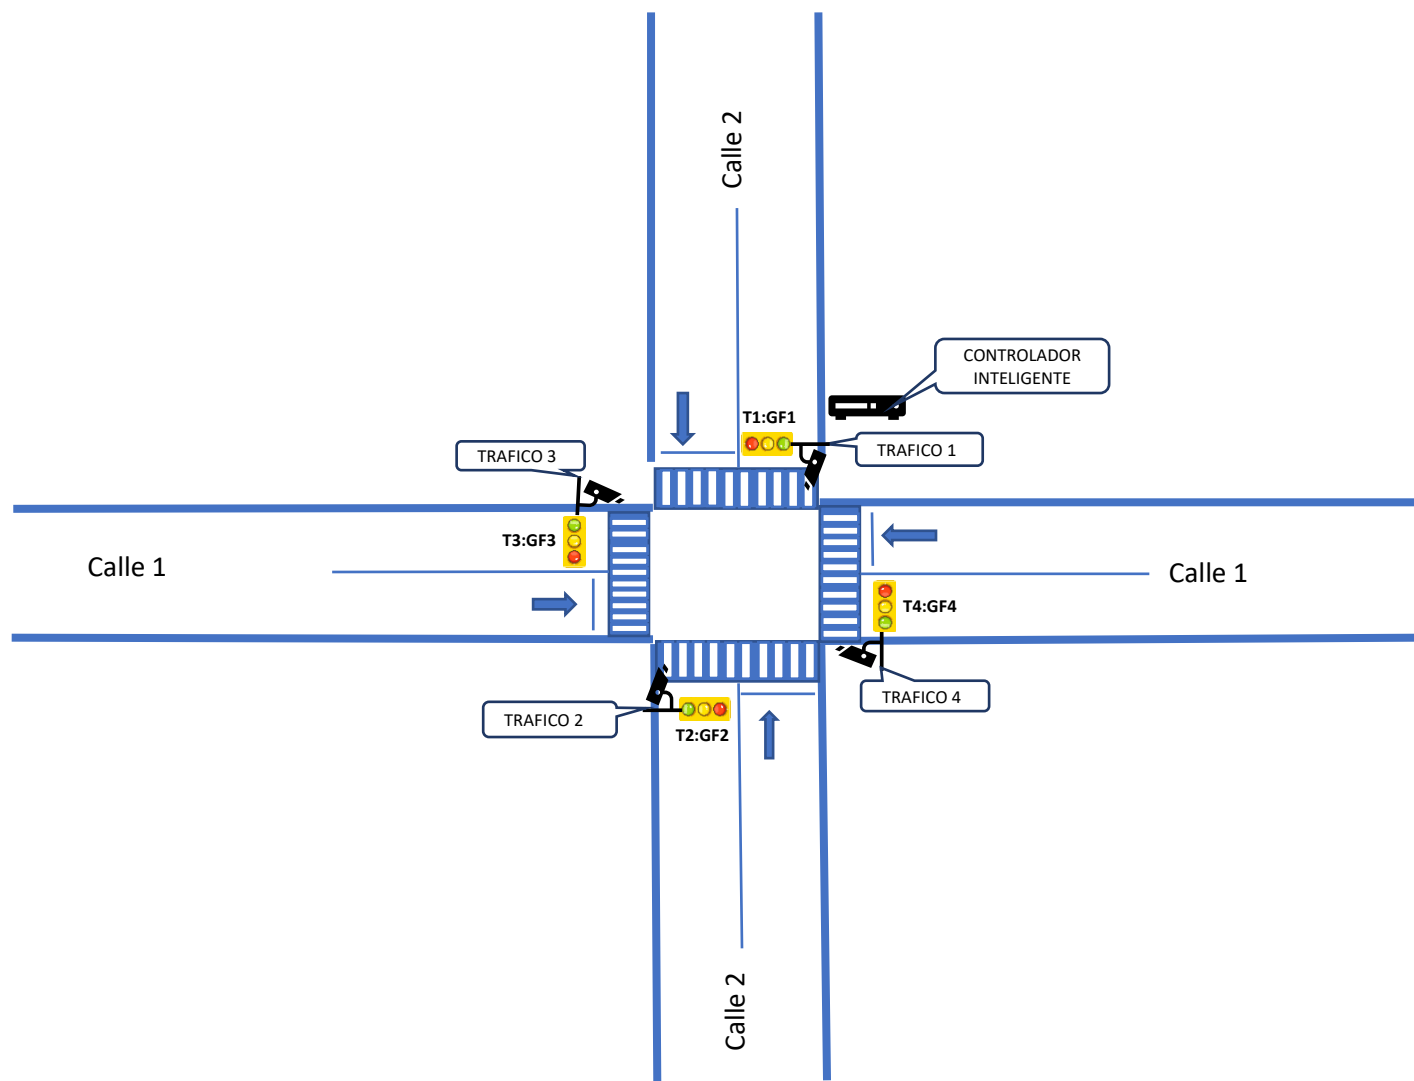 Calle 2
CONTROLADOR
INTELIGENTE
T1:GF1
TRAFICO 1
TRAFICO 3
T3:GF3
Calle 1
Calle 1
T4:GF4
TRAFICO 4
TRAFICO 2
T2:GF2
Calle 2